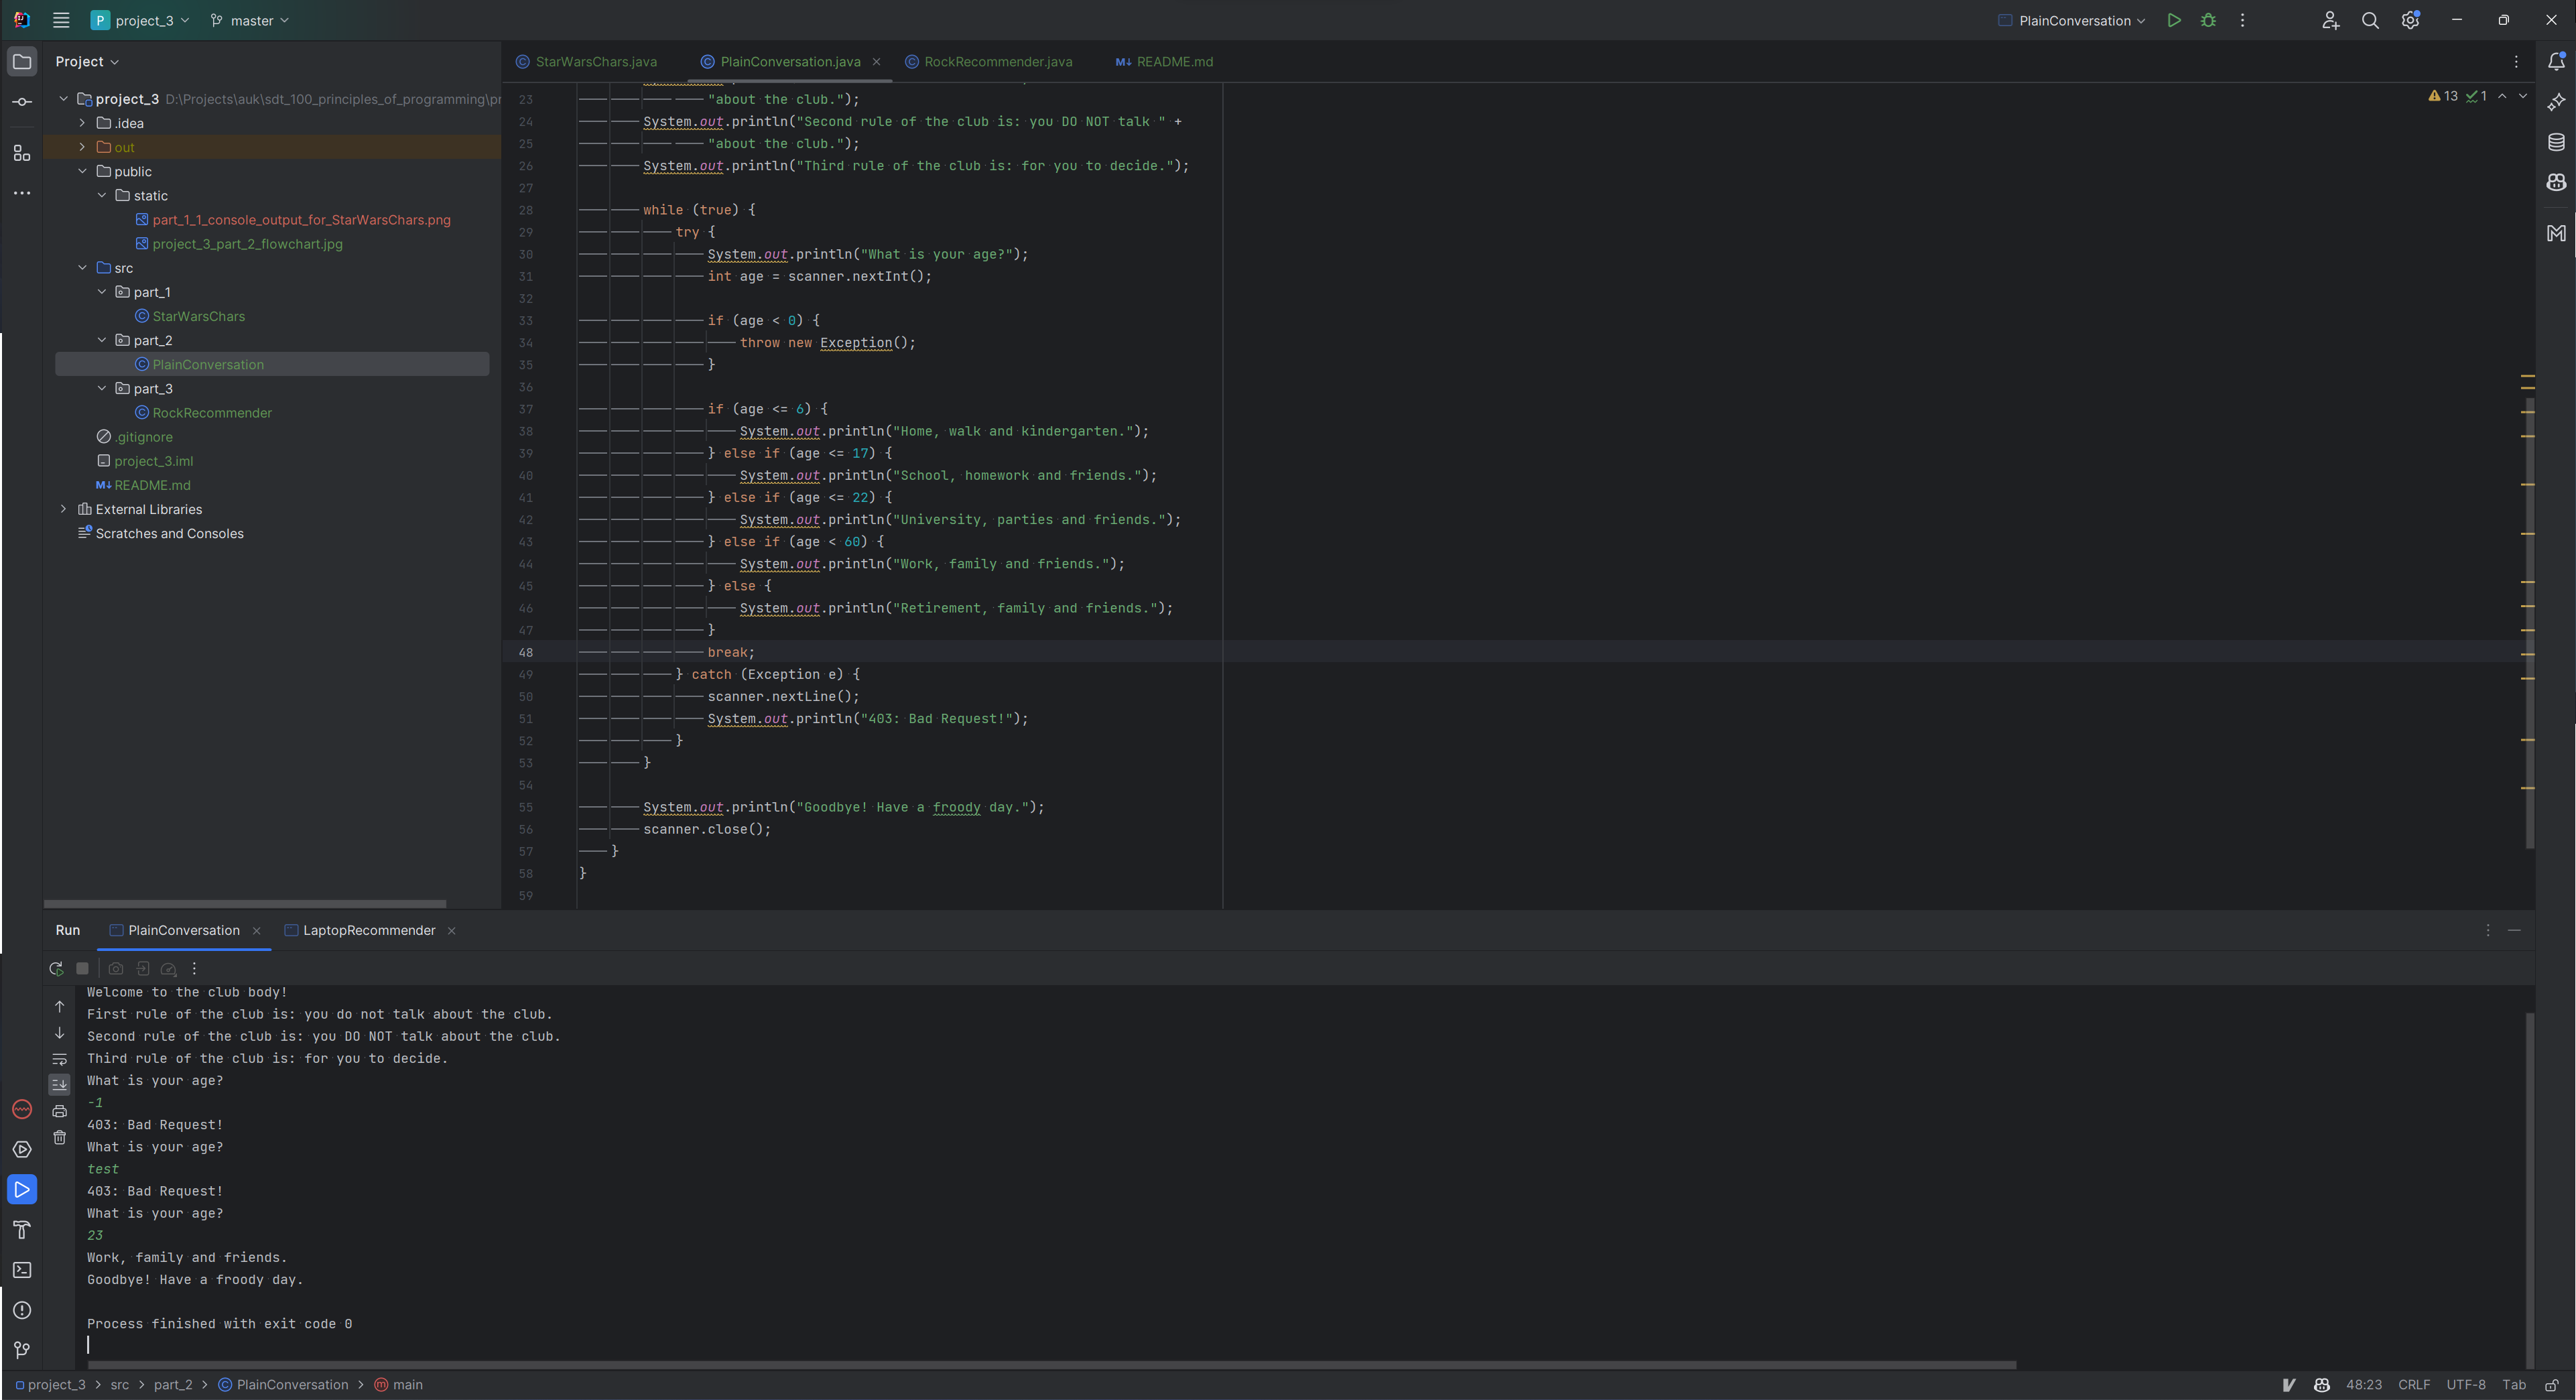 project_3
master
PlainConversation
Project
StarWarsChars.java
PlainConversation.java
RockRecommender.java
README.md
project_3 D:\Projects\auk\sdt_100_principles_of_programming\pr
.idea
out
public
static
part_1_1_console_output_for_StarWarsChars.png
project_3_part_2_flowchart.jpg
src
part_1
StarWarsChars
part_2
PlainConversation
part_3
RockRecommender
.gitignore
project_3.iml
README.md
External Libraries
Scratches and Consoles
13 1
23 "about the club.");
24 System.out.println("Second rule of the club is: you DO NOT talk " +
25 "about the club.");
26 System.out.println("Third rule of the club is: for you to decide.");
27
28 while (true) {
29 try {
30 System.out.println("What is your age?");
31 int age = scanner.nextInt();
32
33 if (age < 0) {
34 throw new Exception();
35 }
36
37 if (age <= 6) {
38 System.out.println("Home, walk and kindergarten.");
39 } else if (age <= 17) {
40 System.out.println("School, homework and friends.");
41 } else if (age <= 22) {
42 System.out.println("University, parties and friends.");
43 } else if (age < 60) {
44 System.out.println("Work, family and friends.");
45 } else {
46 System.out.println("Retirement, family and friends.");
47 }
48 break;
49 } catch (Exception e) {
50 scanner.nextLine();
51 System.out.println("403: Bad Request!");
52 }
53 }
54
55 System.out.println("Goodbye! Have a froody day.");
56 scanner.close();
57 }
58 }
59
Run
PlainConversation
LaptopRecommender
Welcome to the club body!
First rule of the club is: you do not talk about the club.
Second rule of the club is: you DO NOT talk about the club.
Third rule of the club is: for you to decide.
What is your age?
-1
403: Bad Request!
What is your age?
test
403: Bad Request!
What is your age?
23
Work, family and friends.
Goodbye! Have a froody day.
Process finished with exit code 0
project_3 > src > part_2 > PlainConversation > main
48:23 CRLF UTF-8 Tab